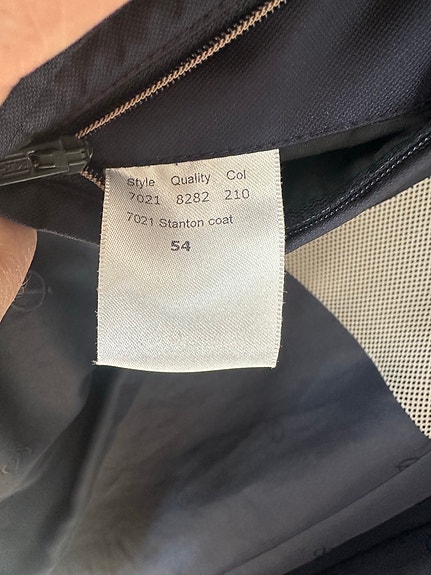 Style Quality Col
7021 8282 210
7021 Stanton coat
54